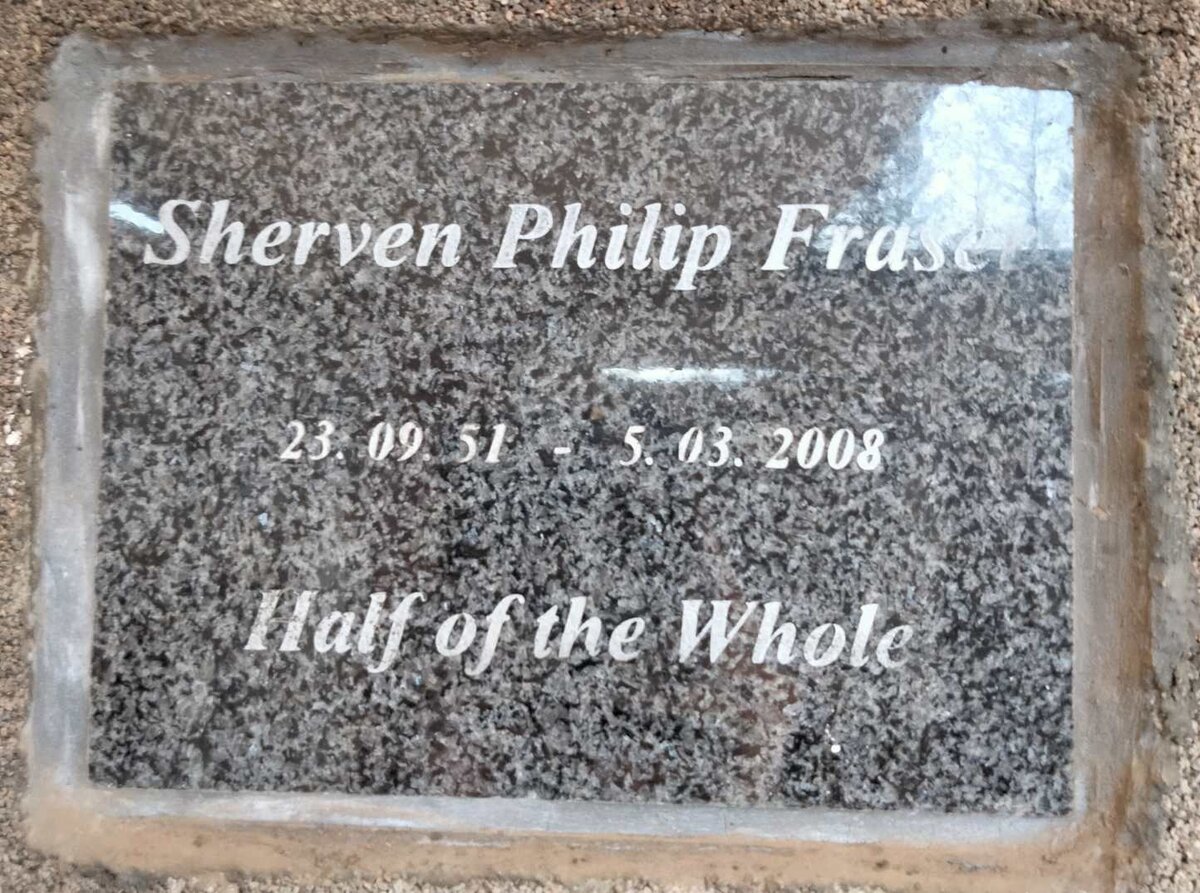 Sherven Philip Fraser
23. 09. 51 - 5. 03. 2008
Half of the Whole